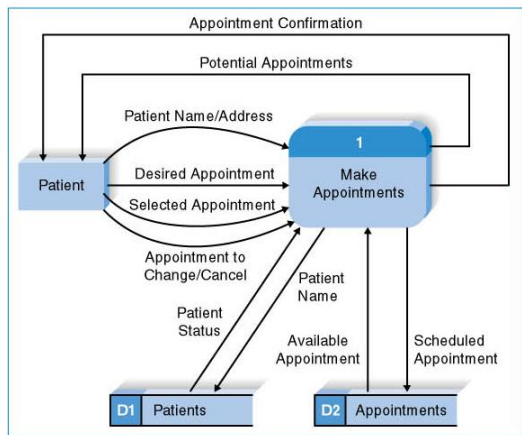 Appointment Confirmation
Potential Appointments
Patient Name/Address
1
Patient
Desired Appointment
Make
Appointments
Selected Appointment
Appointment to
Change/Cancel
Patient
Name
Patient
Status
Available
Appointment
Scheduled
Appointment
D1 Patients
D2 Appointments